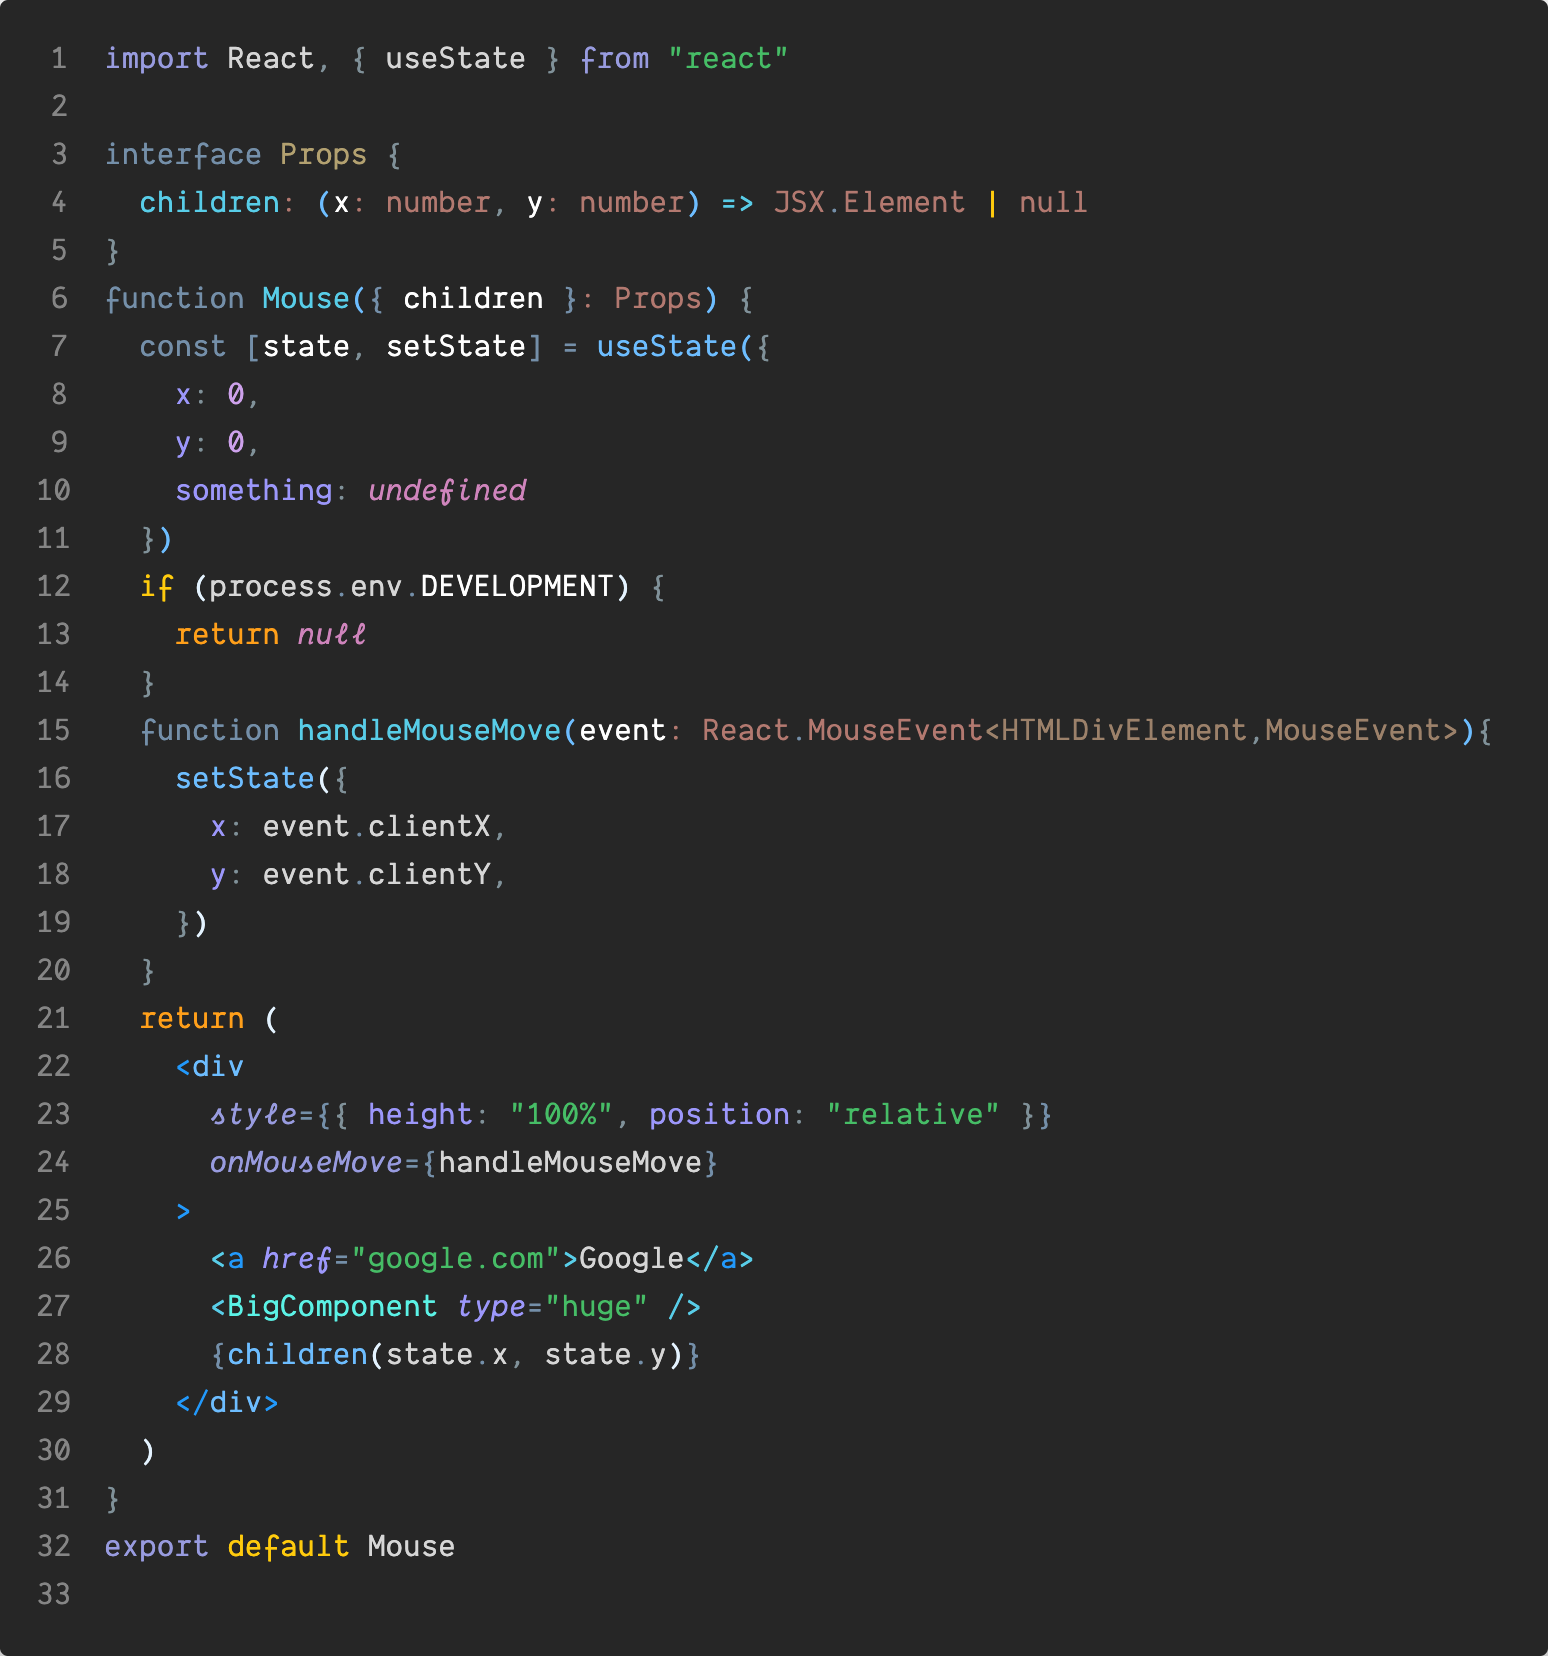 1 import React, { useState } from "react"
2
3 interface Props {
4   children: (x: number, y: number) => JSX.Element | null
5 }
6 function Mouse({ children }: Props) {
7   const [state, setState] = useState({
8     x: 0,
9     y: 0,
10     something: undefined
11   })
12   if (process.env.DEVELOPMENT) {
13     return null
14   }
15   function handleMouseMove(event: React.MouseEvent<HTMLDivElement,MouseEvent>){
16     setState({
17       x: event.clientX,
18       y: event.clientY,
19     })
20   }
21   return (
22     <div
23       style={{ height: "100%", position: "relative" }}
24       onMouseMove={handleMouseMove}
25     >
26       <a href="google.com">Google</a>
27       <BigComponent type="huge" />
28       {children(state.x, state.y)}
29     </div>
30   )
31 }
32 export default Mouse
33